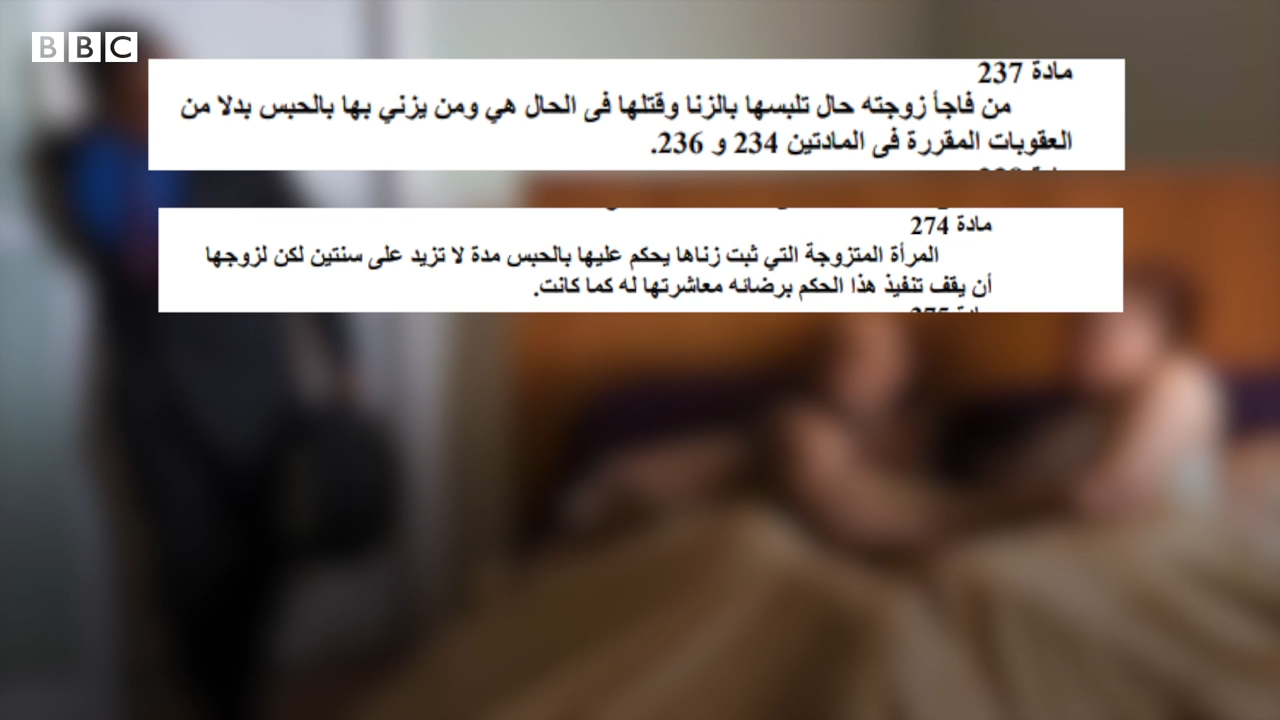 BBC
مادة 237
من فاجأ زوجته حال تلبسها بالزنا وقتلها فى الحال هي ومن يزني بها بالحبس بدلا من
العقوبات المقررة فى المادتين 234 و 236.
مادة 274
المرأة المتزوجة التي ثبت زناها يحكم عليها بالحبس مدة لا تزيد على سنتين لكن لزوجها
أن يقف تنفيذ هذا الحكم برضائه معاشرتها له كما كانت.